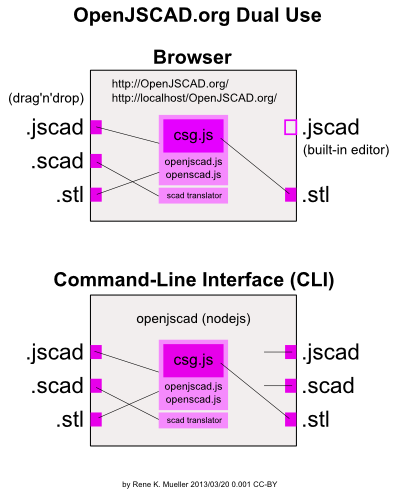 OpenJSCAD.org Dual Use
Browser
http://OpenJSCAD.org/
http://localhost/OpenJSCAD.org/
(drag'n'drop)
.jscad
.scad
.stl
csg.js
openjscad.js
openscad.js
scad translator
.jscad
(built-in editor)
.stl
Command-Line Interface (CLI)
openjscad (nodejs)
.jscad
.scad
.stl
csg.js
openjscad.js
openscad.js
scad translator
.jscad
.scad
.stl
by Rene K. Mueller 2013/03/20 0.001 CC-BY